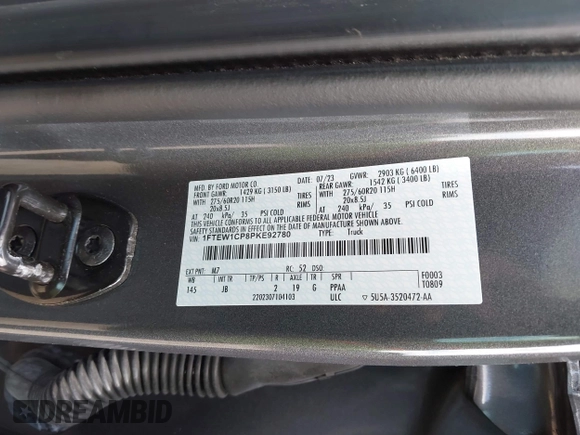 MFD. BY FORD MOTOR CO.
07/23 GVWR: 2903 KG ( 6400 LB)
FRONT GAWR: 1429 KG ( 3150 LB) REAR GAWR: 1542 KG ( 3400 LB)
WITH 275/60R20 115H TIRES WITH 275/60R20 115H TIRES
20x8.5J RIMS 20x8.5J RIMS
AT 240 kPa/ 35 PSI COLD AT 240 kPa/ 35 PSI COLD
THIS VEHICLE CONFORMS TO ALL APPLICABLE FEDERAL MOTOR VEHICLE
SAFETY STANDARDS IN EFFECT ON THE DATE OF MANUFACTURE SHOWN ABOVE.
VIN: 1FTEW1CP8PKE92780 TYPE: Truck
EXT PNT: M7 RC: 52 DSO: F0003
WB INT TR TP/PS R AXLE TR SPR T0809
145 JB 2 19 G PPAA
2202307104103 ULC 5U5A-3520472-AA
DREAMBID